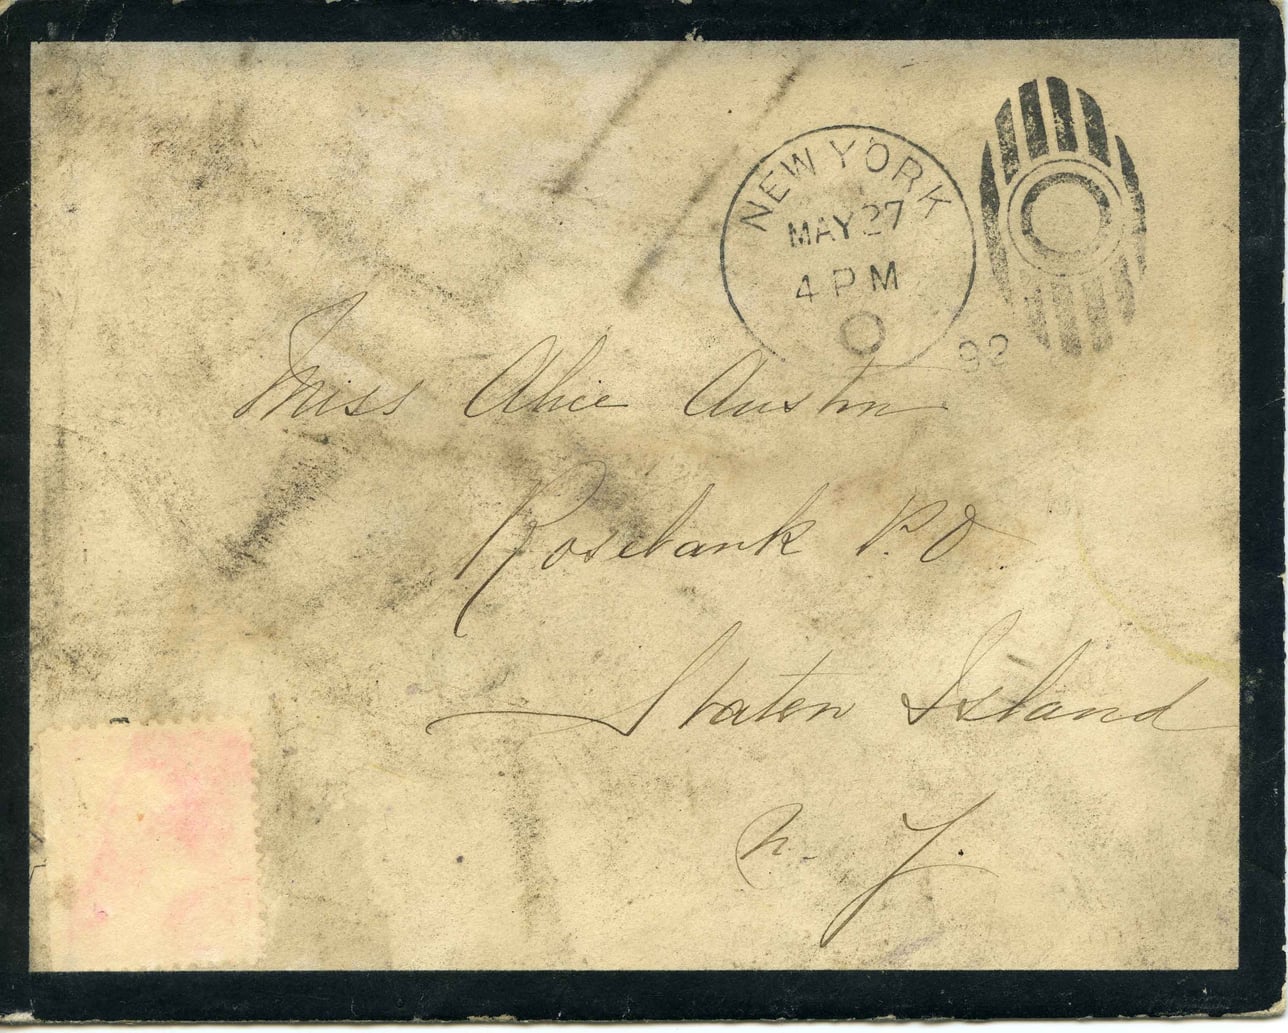 NEW YORK
MAY 27
4 PM
O
92
Miss Alice Austin
Rosebank P.O.
Staten Island
N. Y.